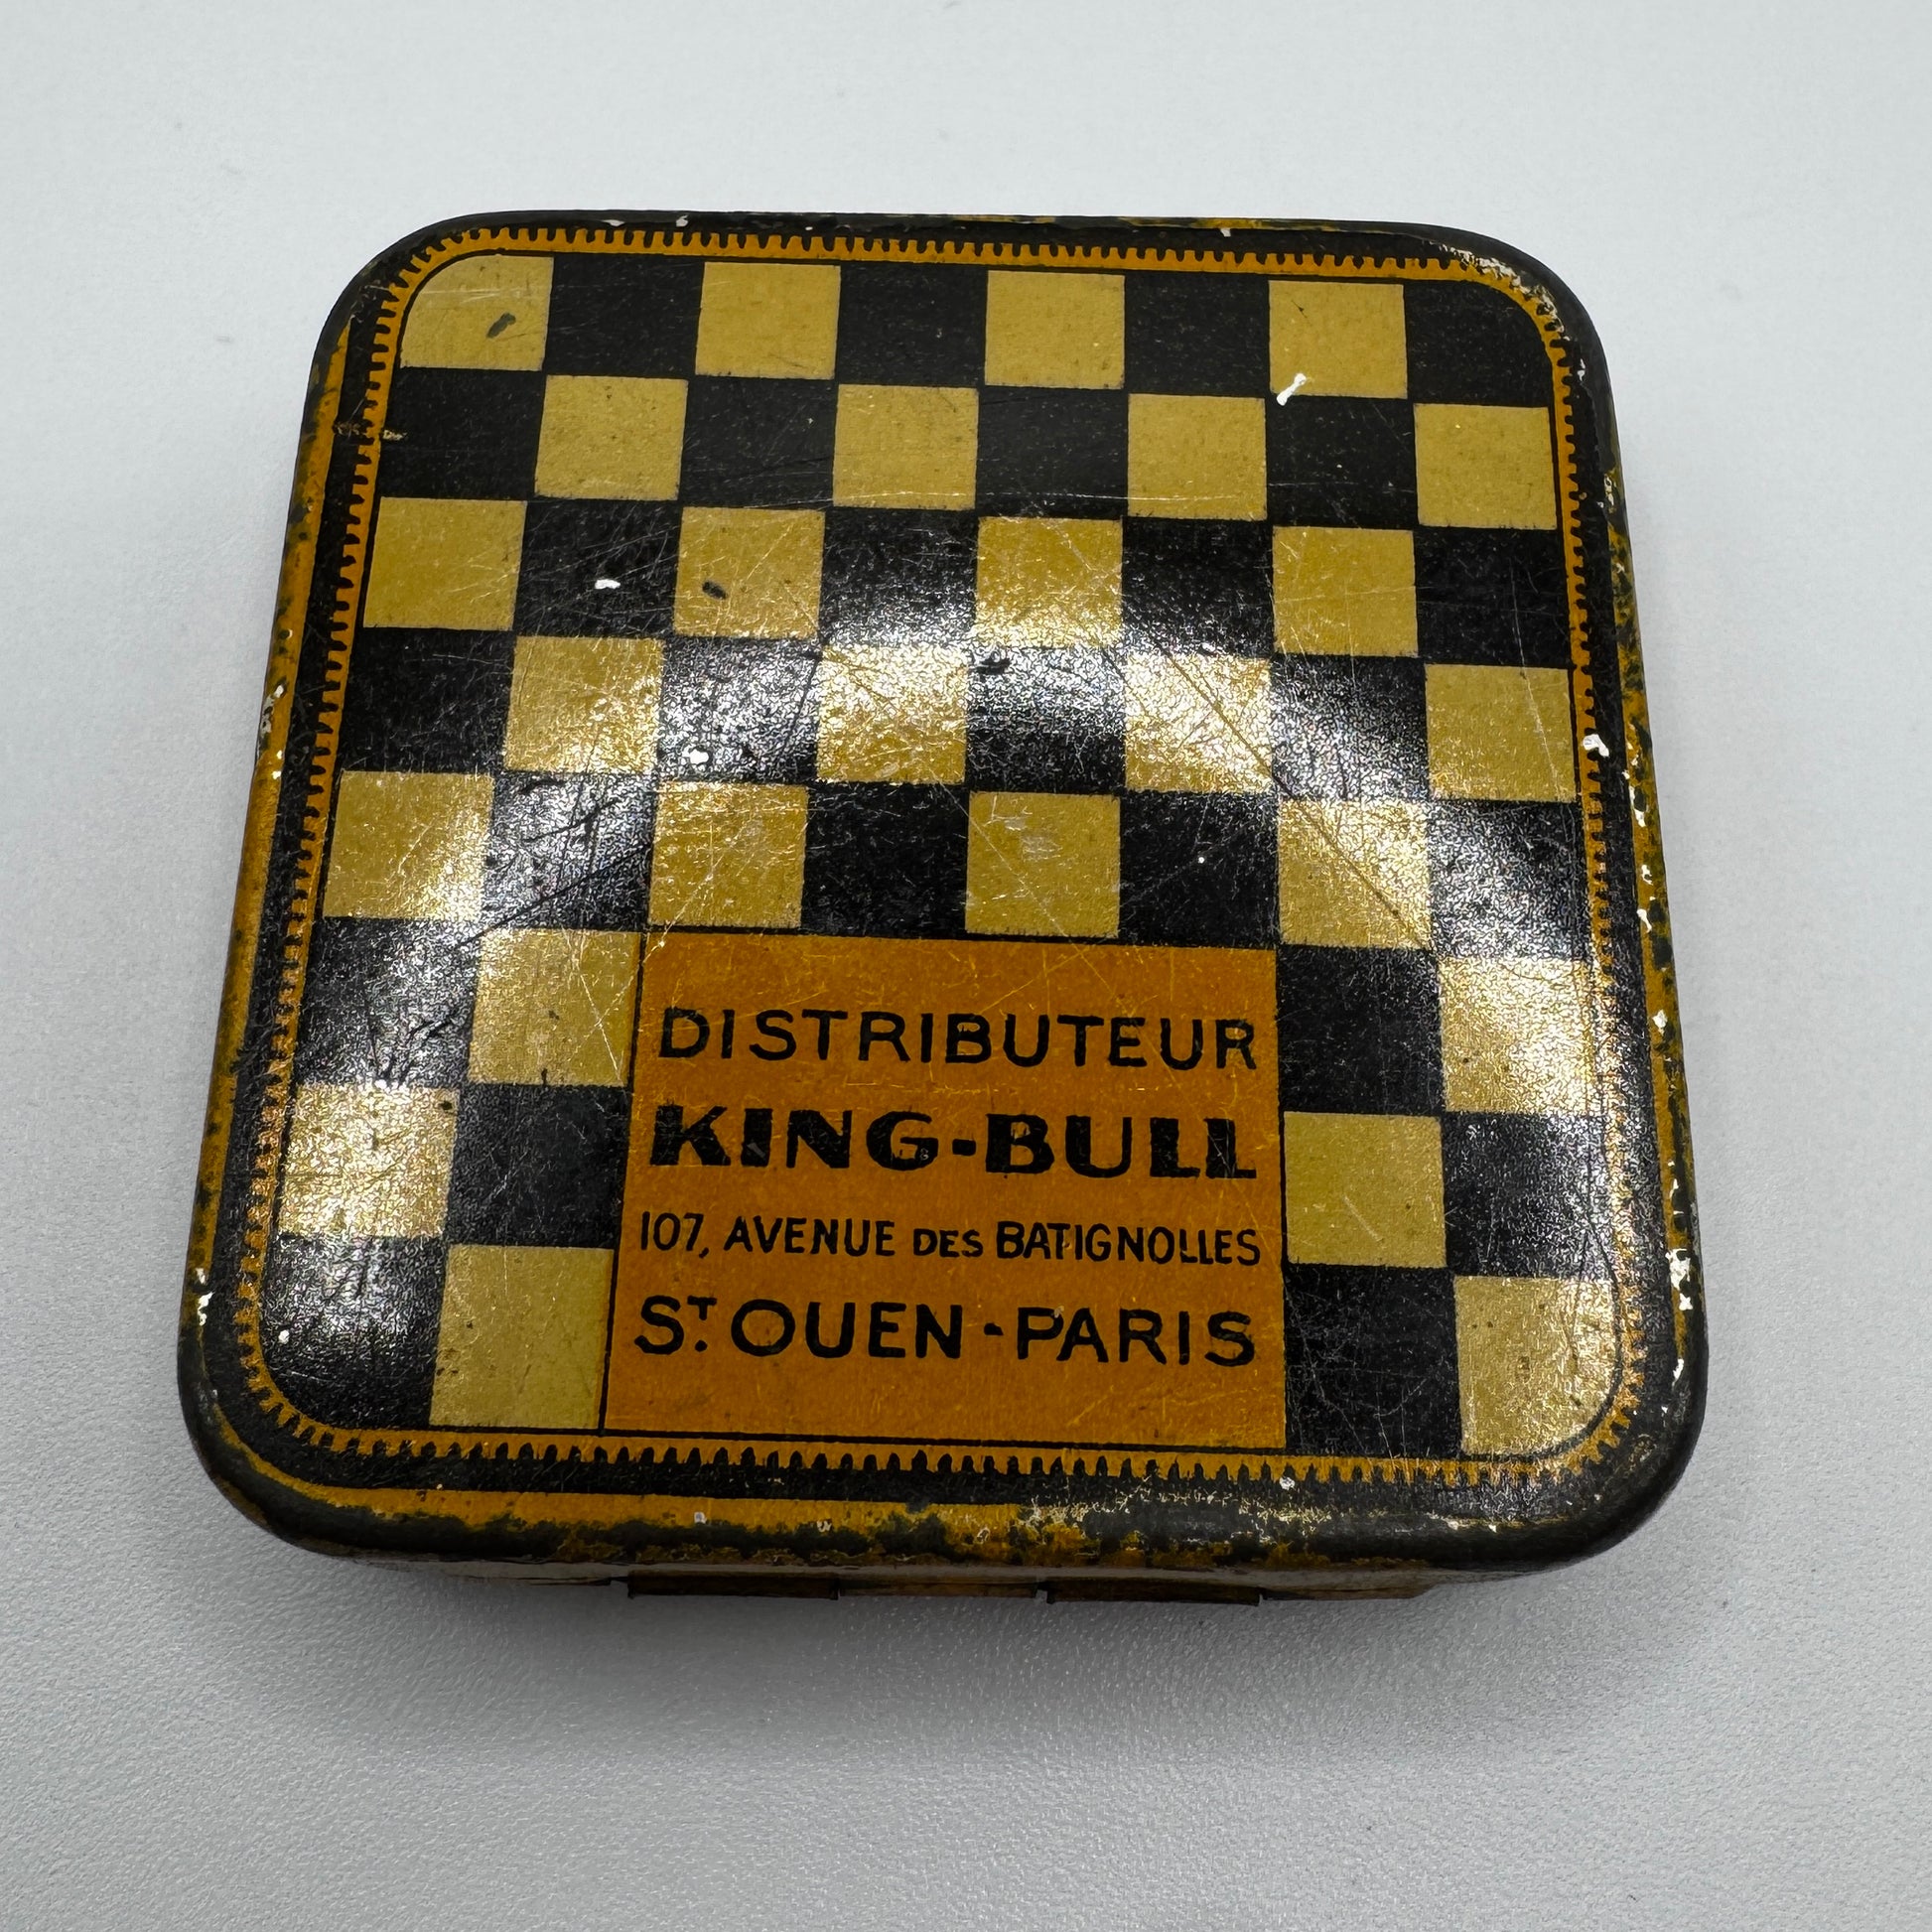 DISTRIBUTEUR
KING-BULL
107, AVENUE DES BATIGNOLLES
ST. OUEN - PARIS